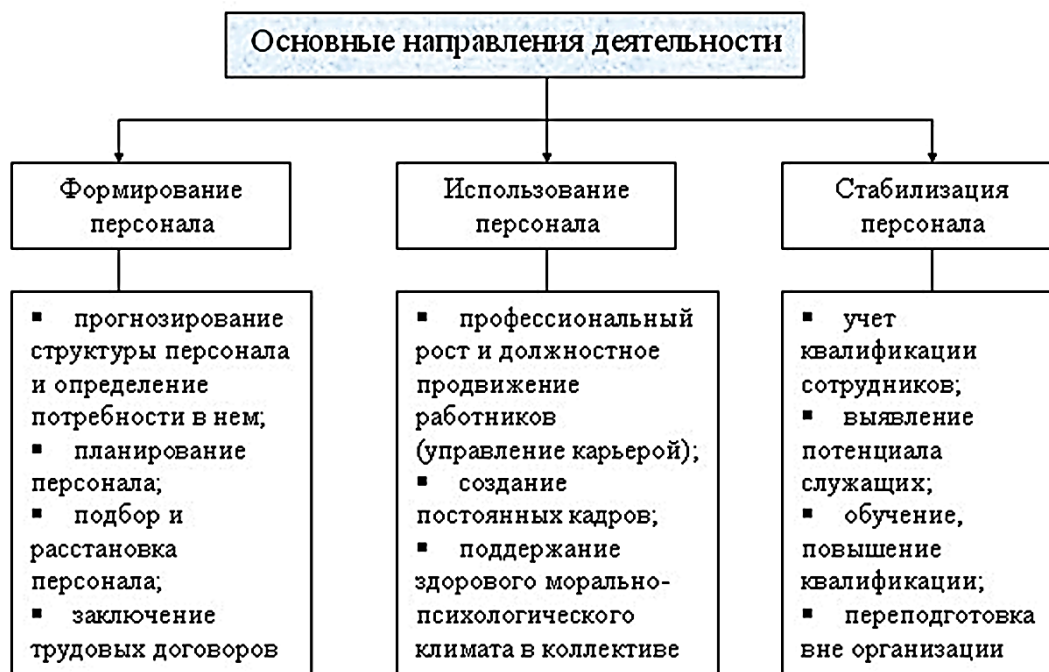 Основные направления деятельности
Формирование
персонала
Использование
персонала
Стабилизация
персонала
▪ прогнозирование
структуры персонала
и определение
потребности в нем;
▪ планирование
персонала;
▪ подбор и
расстановка
персонала;
▪ заключение
трудовых договоров
▪ профессиональный
рост и должностное
продвижение
работников
(управление карьерой);
▪ создание
постоянных кадров;
▪ поддержание
здорового морально-
психологического
климата в коллективе
▪ учет
квалификации
сотрудников;
▪ выявление
потенциала
служащих;
▪ обучение,
повышение
квалификации;
▪ переподготовка
вне организации